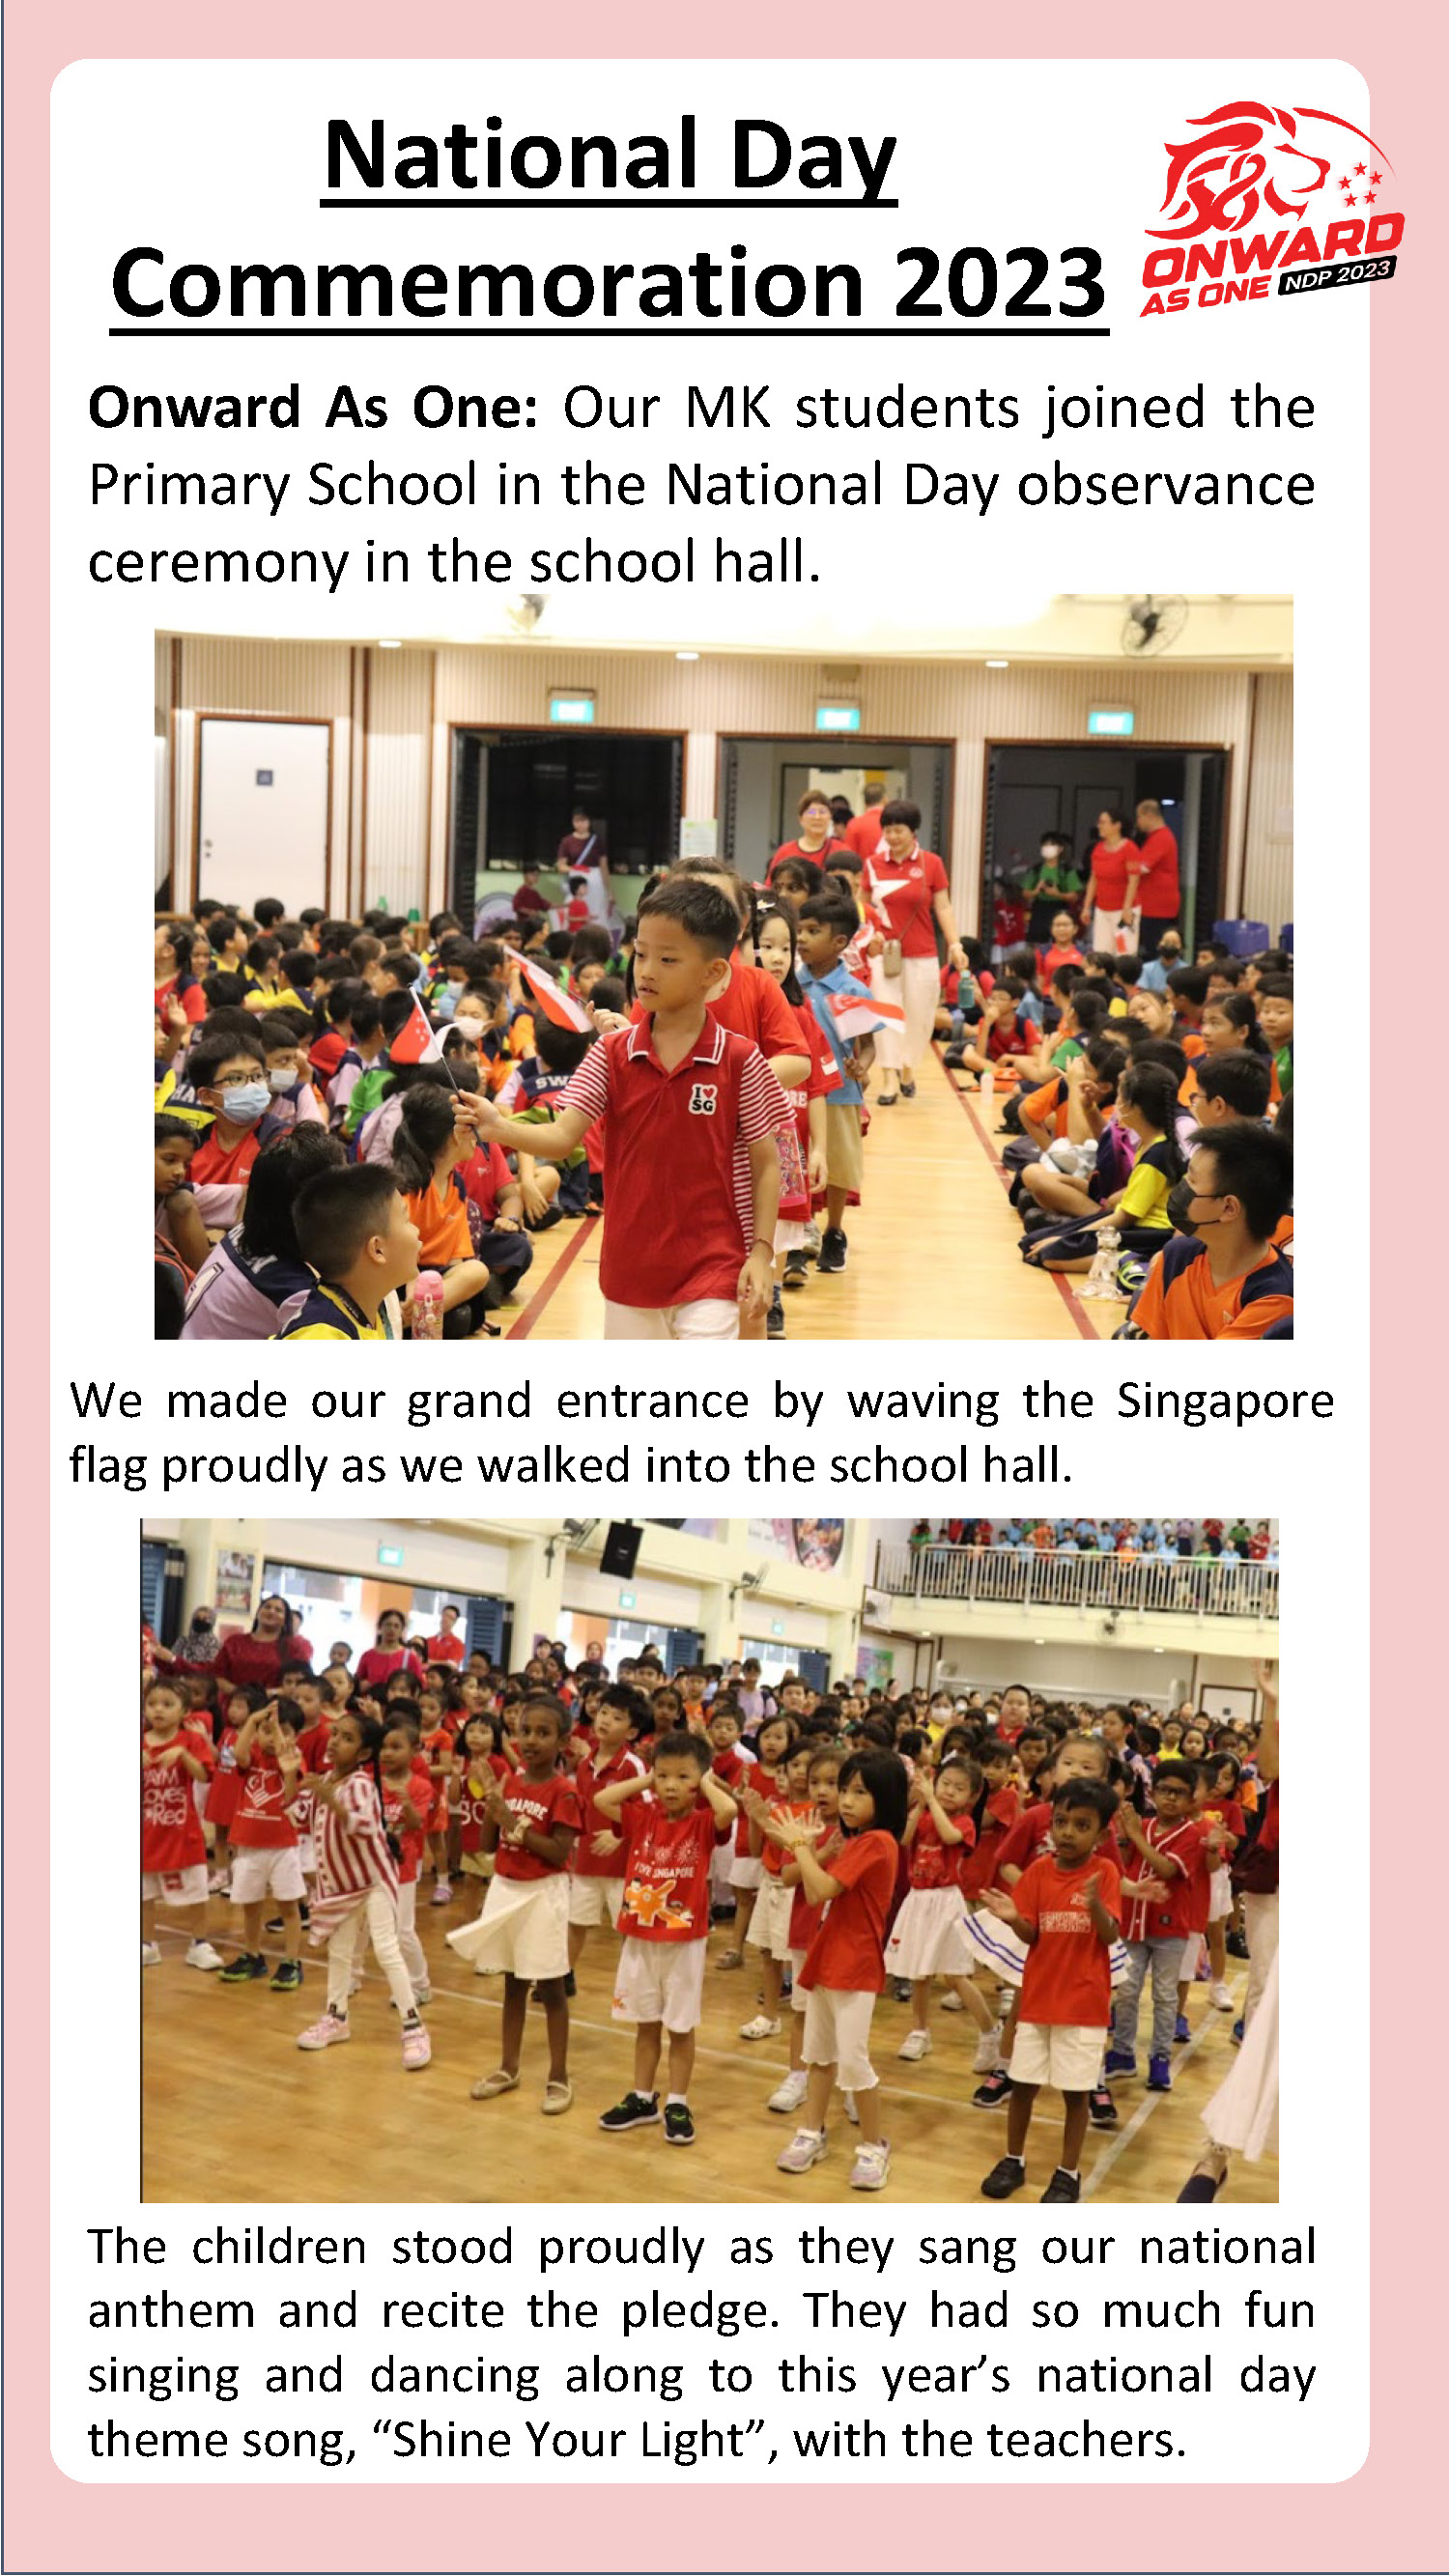 National Day
Commemoration 2023
ONWARD
AS ONE NDP 2023
Onward As One: Our MK students joined the
Primary School in the National Day observance
ceremony in the school hall.
I ♥
SG
We made our grand entrance by waving the Singapore
flag proudly as we walked into the school hall.
Red
SINGAPORE
The children stood proudly as they sang our national
anthem and recite the pledge. They had so much fun
singing and dancing along to this year’s national day
theme song, “Shine Your Light”, with the teachers.